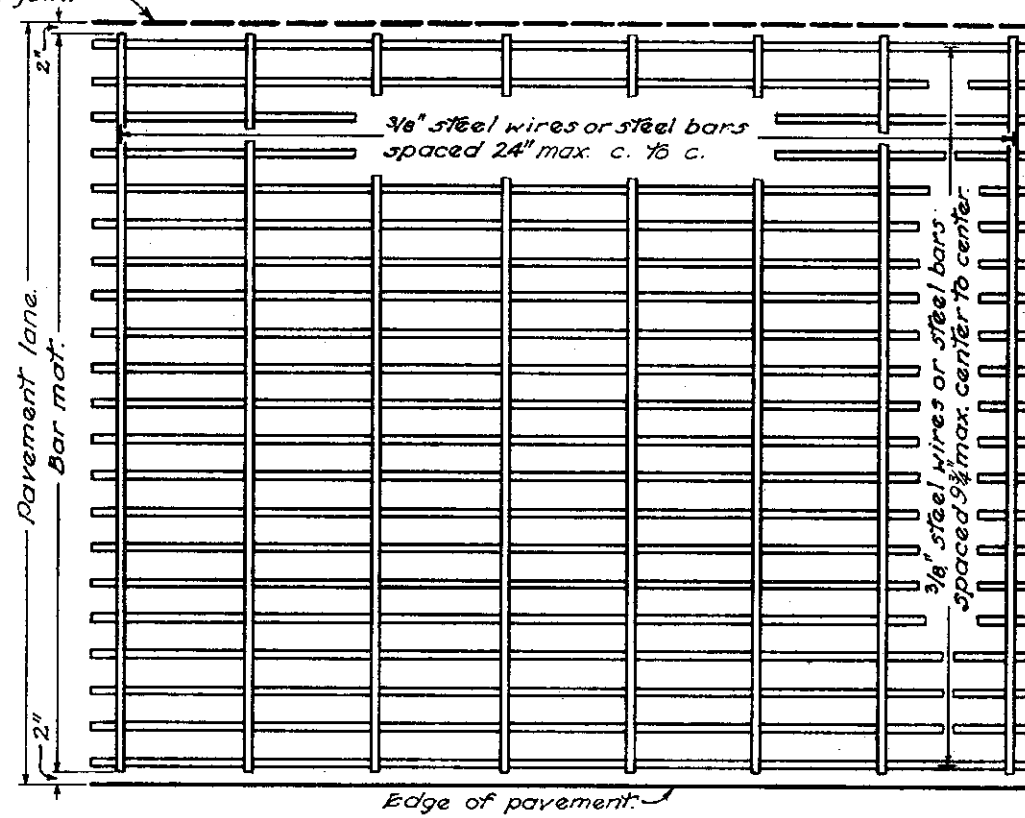 2"
3/8" steel wires or steel bars
spaced 24" max. c. to c.
Pavement lane.
Bar mat.
3/8" steel wires or steel bars
spaced 9 3/4" max. center to center.
2"
Edge of pavement.